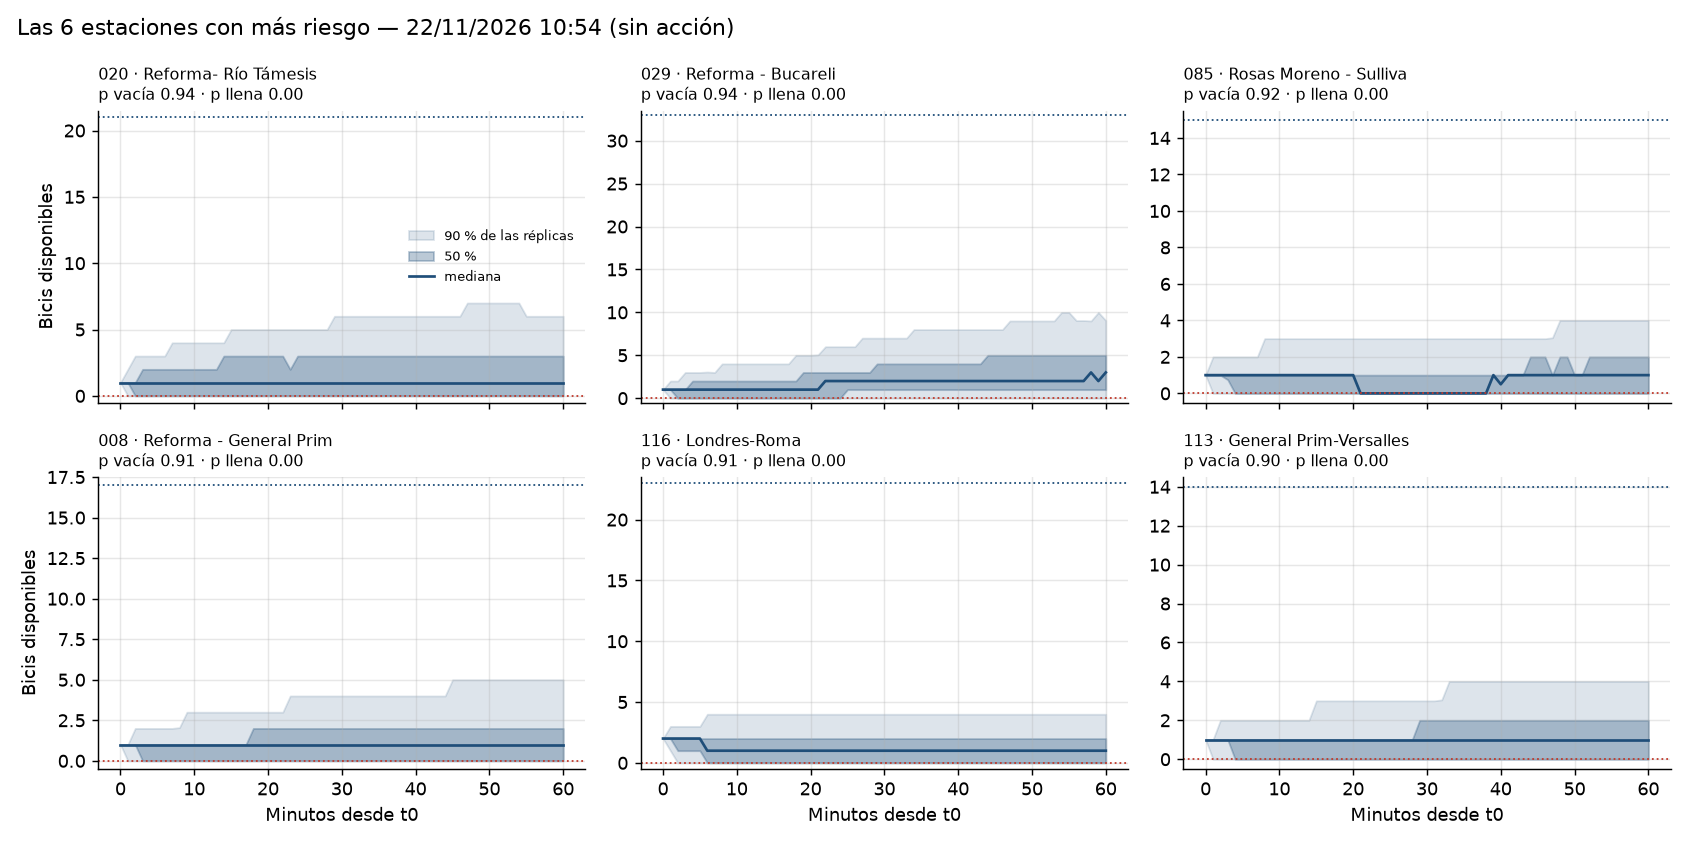 Las 6 estaciones con más riesgo — 22/11/2026 10:54 (sin acción)
020 · Reforma- Río Támesis
p vacía 0.94 · p llena 0.00
20
15
10
5
0
Bicis disponibles
90 % de las réplicas
50 %
mediana
029 · Reforma - Bucareli
p vacía 0.94 · p llena 0.00
30
25
20
15
10
5
0
085 · Rosas Moreno - Sulliva
p vacía 0.92 · p llena 0.00
14
12
10
8
6
4
2
0
008 · Reforma - General Prim
p vacía 0.91 · p llena 0.00
17.5
15.0
12.5
10.0
7.5
5.0
2.5
0.0
Bicis disponibles
0 10 20 30 40 50 60
Minutos desde t0
116 · Londres-Roma
p vacía 0.91 · p llena 0.00
20
15
10
5
0
0 10 20 30 40 50 60
Minutos desde t0
113 · General Prim-Versalles
p vacía 0.90 · p llena 0.00
14
12
10
8
6
4
2
0
0 10 20 30 40 50 60
Minutos desde t0